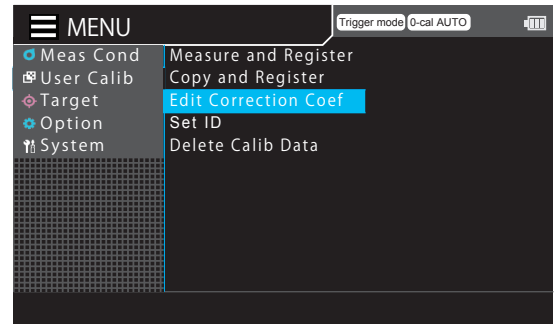 MENU
Trigger mode 0-cal AUTO
Meas Cond
User Calib
Target
Option
System
Measure and Register
Copy and Register
Edit Correction Coef
Set ID
Delete Calib Data